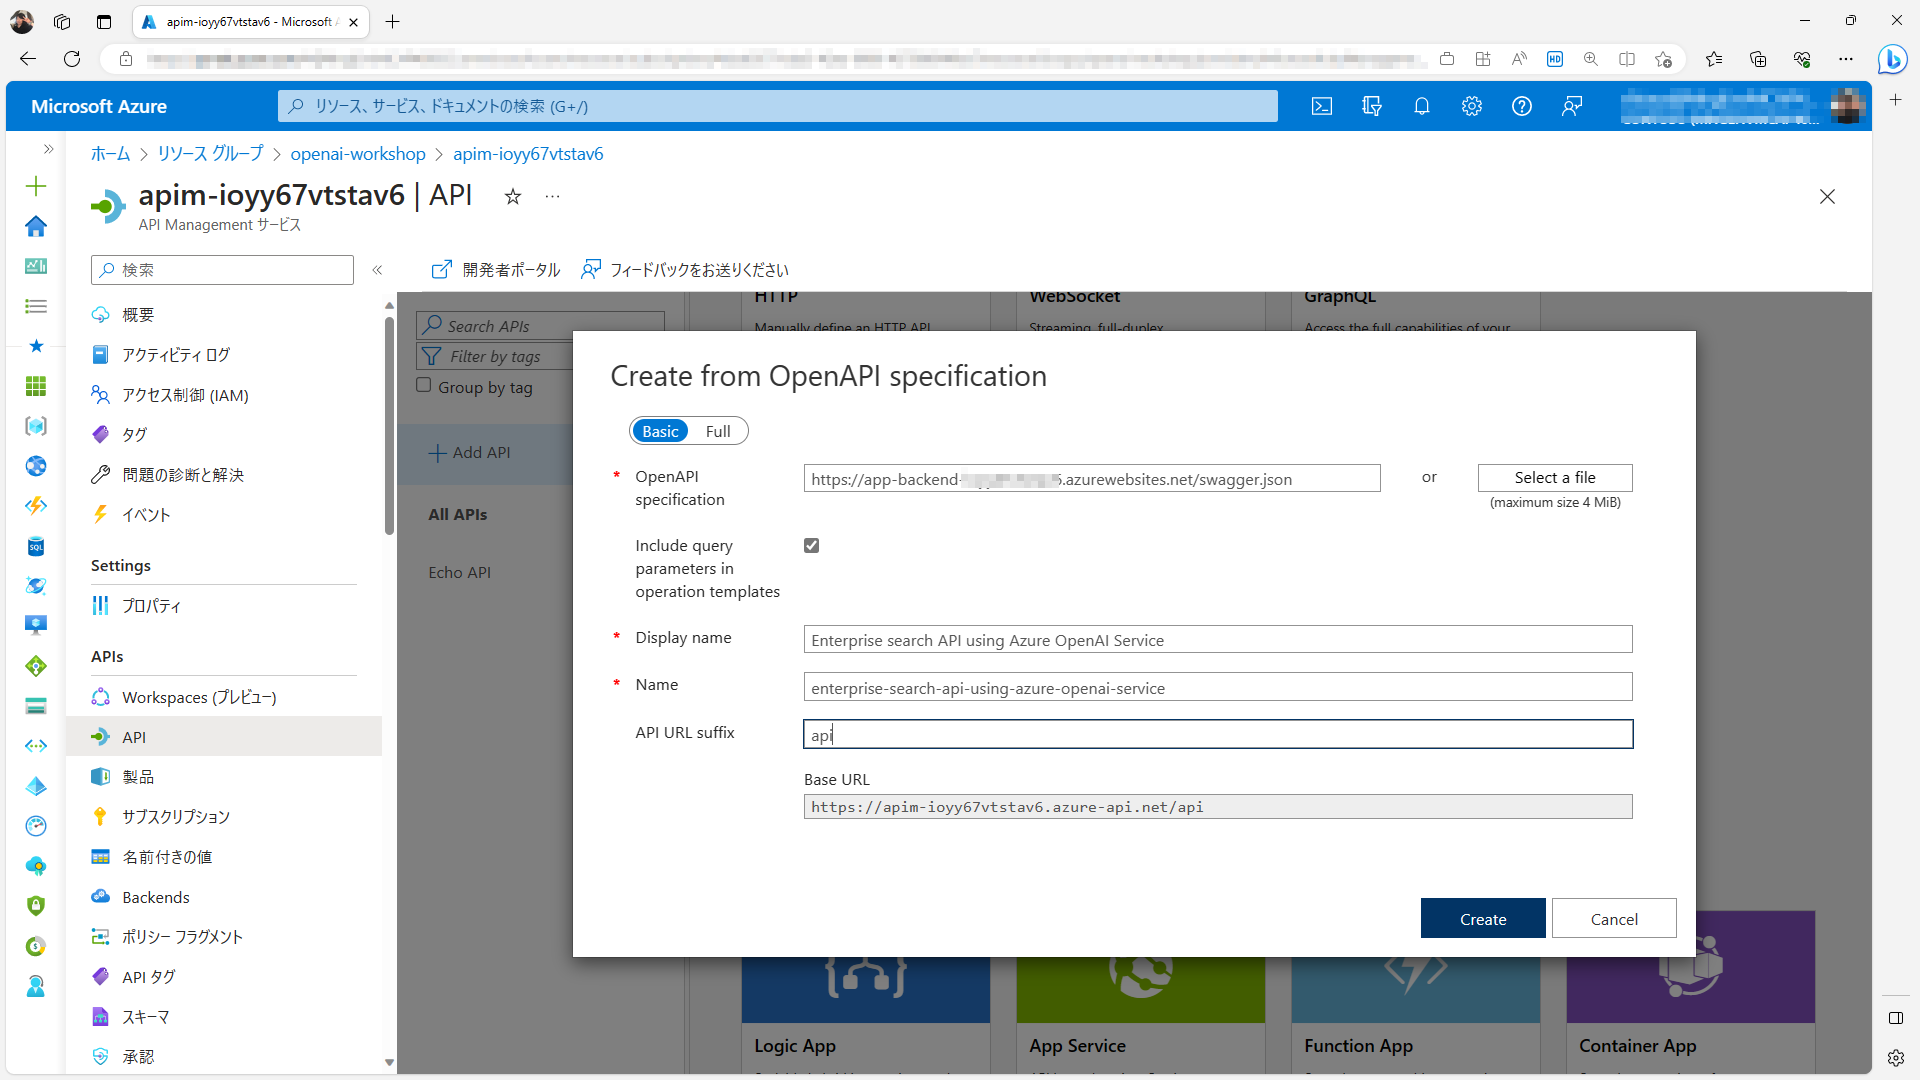 apim-ioyy67vtstav6 - Microsoft A
Microsoft Azure
リソース、サービス、ドキュメントの検索 (G+/)
ホーム > リソース グループ > openai-workshop > apim-ioyy67vtstav6
apim-ioyy67vtstav6 | API
API Management サービス
検索
開発者ポータル
フィードバックをお送りください
概要
アクティビティ ログ
アクセス制御 (IAM)
タグ
問題の診断と解決
イベント
Settings
プロパティ
APIs
Workspaces (プレビュー)
API
製品
サブスクリプション
名前付きの値
Backends
ポリシー フラグメント
API タグ
スキーマ
承認
Search APIs
Filter by tags
Group by tag
Add API
All APIs
Echo API
HTTP
Manually define an HTTP API
WebSocket
Streaming, full-duplex
GraphQL
Access the full capabilities of your
Create from OpenAPI specification
Basic
Full
* OpenAPI
specification
https://app-backend-
6.azurewebsites.net/swagger.json
or
Select a file
(maximum size 4 MiB)
Include query
parameters in
operation templates
* Display name
Enterprise search API using Azure OpenAI Service
* Name
enterprise-search-api-using-azure-openai-service
API URL suffix
api
Base URL
https://apim-ioyy67vtstav6.azure-api.net/api
Create
Cancel
Logic App
App Service
Function App
Container App